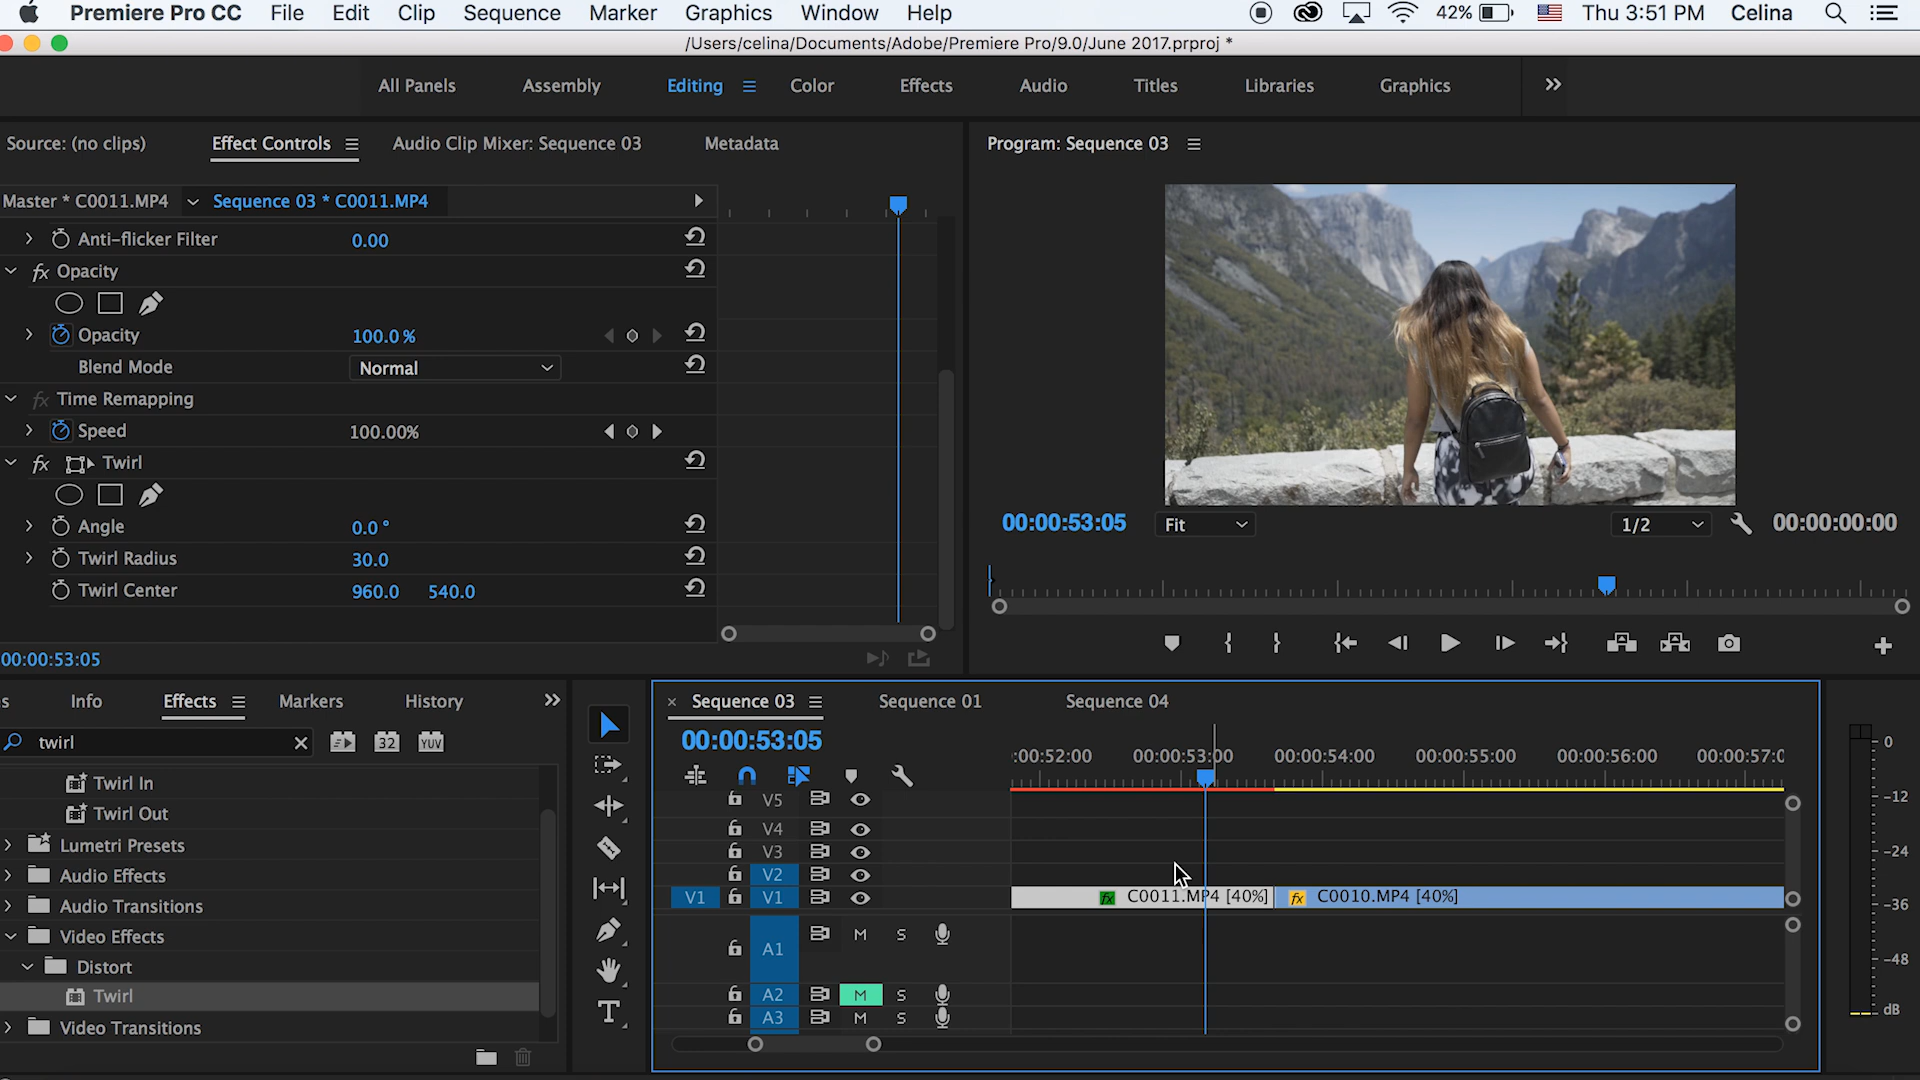 Premiere Pro CC File Edit Clip Sequence Marker Graphics Window Help 42% Thu 3:51 PM Celina
/Users/celina/Documents/Adobe/Premiere Pro/9.0/June 2017.prproj *
All Panels Assembly Editing Color Effects Audio Titles Libraries Graphics
Source: (no clips) Effect Controls Audio Clip Mixer: Sequence 03 Metadata
Program: Sequence 03
Master * C0011.MP4 Sequence 03 * C0011.MP4
Anti-flicker Filter 0.00
fx Opacity
Opacity 100.0 %
Blend Mode Normal
fx Time Remapping
Speed 100.00%
fx Twirl
Angle 0.0 °
Twirl Radius 30.0
Twirl Center 960.0 540.0
00:00:53:05
00:00:53:05 Fit 1/2 00:00:00:00
s Info Effects Markers History
twirl 32 YUV
Twirl In
Twirl Out
Lumetri Presets
Audio Effects
Audio Transitions
Video Effects
Distort
Twirl
Video Transitions
T
× Sequence 03 Sequence 01 Sequence 04
00:00:53:05
:00:52:00 00:00:53:00 00:00:54:00 00:00:55:00 00:00:56:00 00:00:57:0
V5
V4
V3
V2
V1 V1 fx C0011.MP4 [40%] fx C0010.MP4 [40%]
A1 M S
A2 M S
A3 M S
0
-12
-24
-36
-48
dB